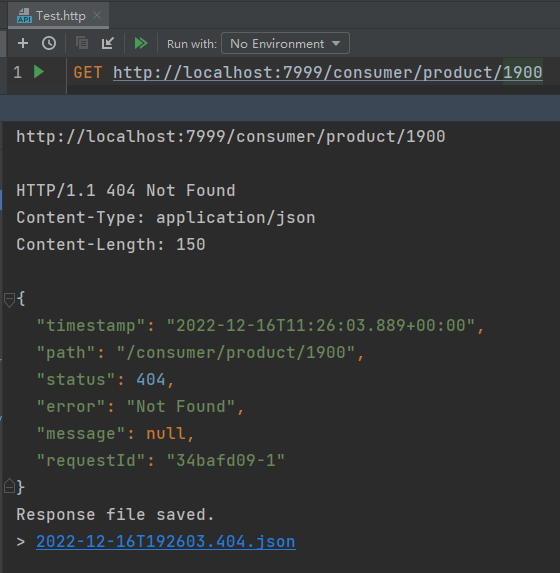 API Test.http
Run with: No Environment
1 GET http://localhost:7999/consumer/product/1900
http://localhost:7999/consumer/product/1900
HTTP/1.1 404 Not Found
Content-Type: application/json
Content-Length: 150
{
"timestamp": "2022-12-16T11:26:03.889+00:00",
"path": "/consumer/product/1900",
"status": 404,
"error": "Not Found",
"message": null,
"requestId": "34bafd09-1"
}
Response file saved.
> 2022-12-16T192603.404.json